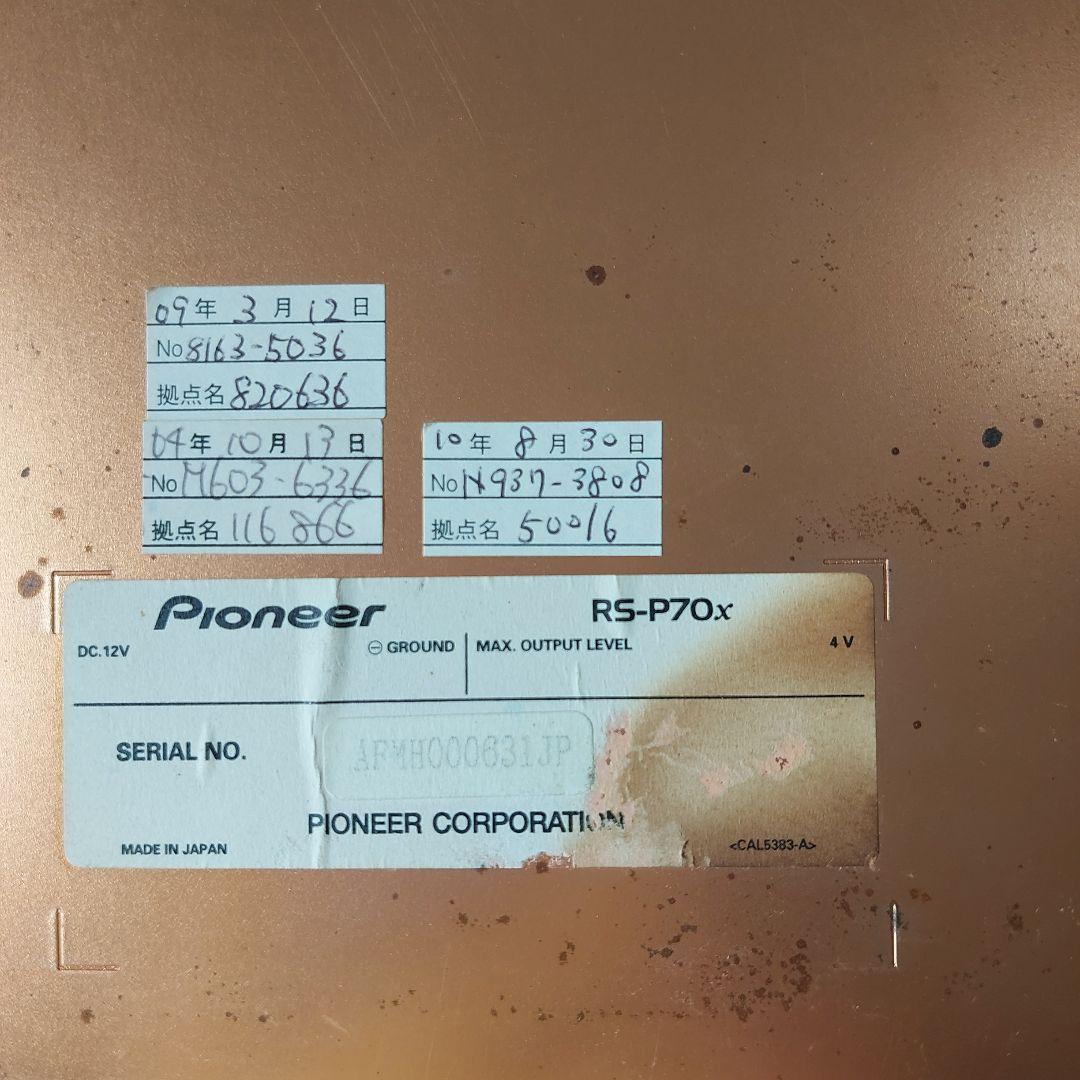 09年 3月 12日
No 8163-5036
拠点名 820636
04年 10月 13日
No M603-6336
拠点名 116866
10年 8月 30日
No N937-3808
拠点名 50016
Pioneer
RS-P70x
DC.12V
⊖ GROUND
MAX. OUTPUT LEVEL
4 V
SERIAL NO.
AFMH000631JP
PIONEER CORPORATION
MADE IN JAPAN
<CAL5383-A>